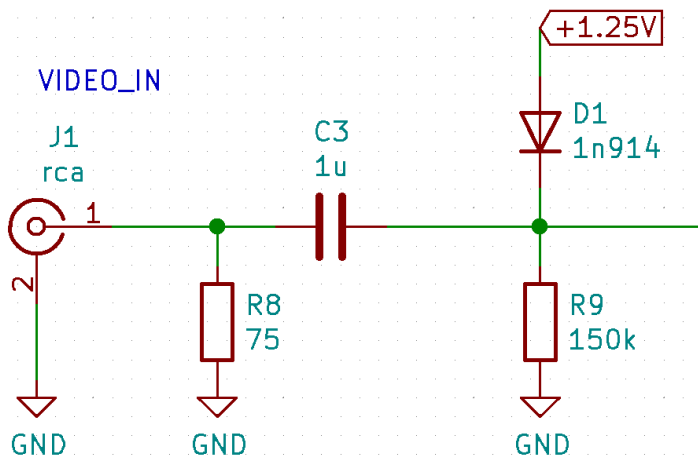 +1.25V
VIDEO_IN
J1
rca
1
2
C3
1u
D1
1n914
R8
75
R9
150k
GND
GND
GND